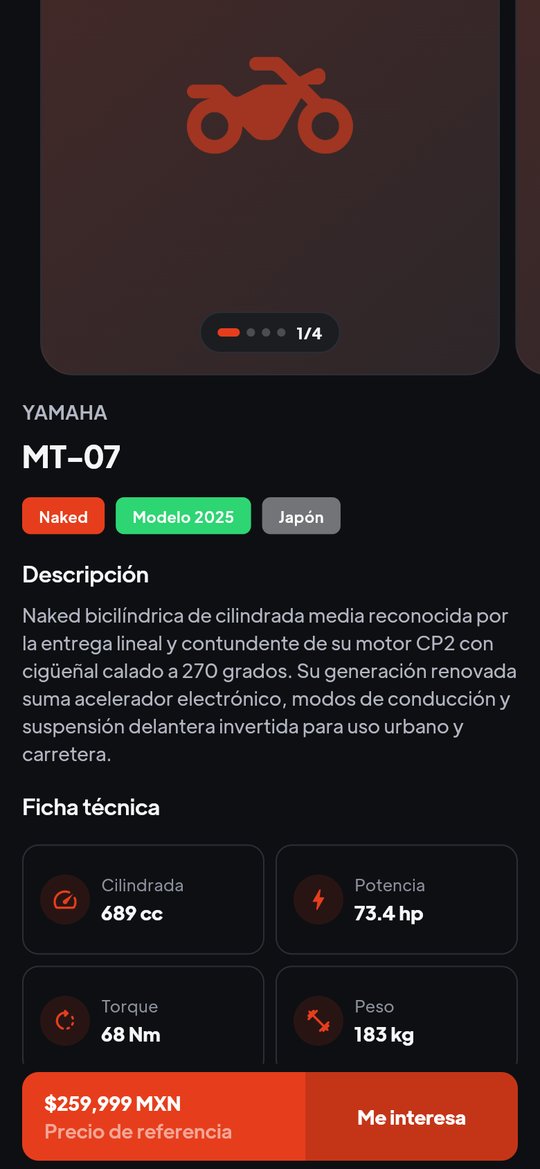 1/4
YAMAHA
MT-07
Naked
Modelo 2025
Japón
Descripción
Naked bicilíndrica de cilindrada media reconocida por
la entrega lineal y contundente de su motor CP2 con
cigüeñal calado a 270 grados. Su generación renovada
suma acelerador electrónico, modos de conducción y
suspensión delantera invertida para uso urbano y
carretera.
Ficha técnica
Cilindrada
689 cc
Potencia
73.4 hp
Torque
68 Nm
Peso
183 kg
$259,999 MXN
Precio de referencia
Me interesa